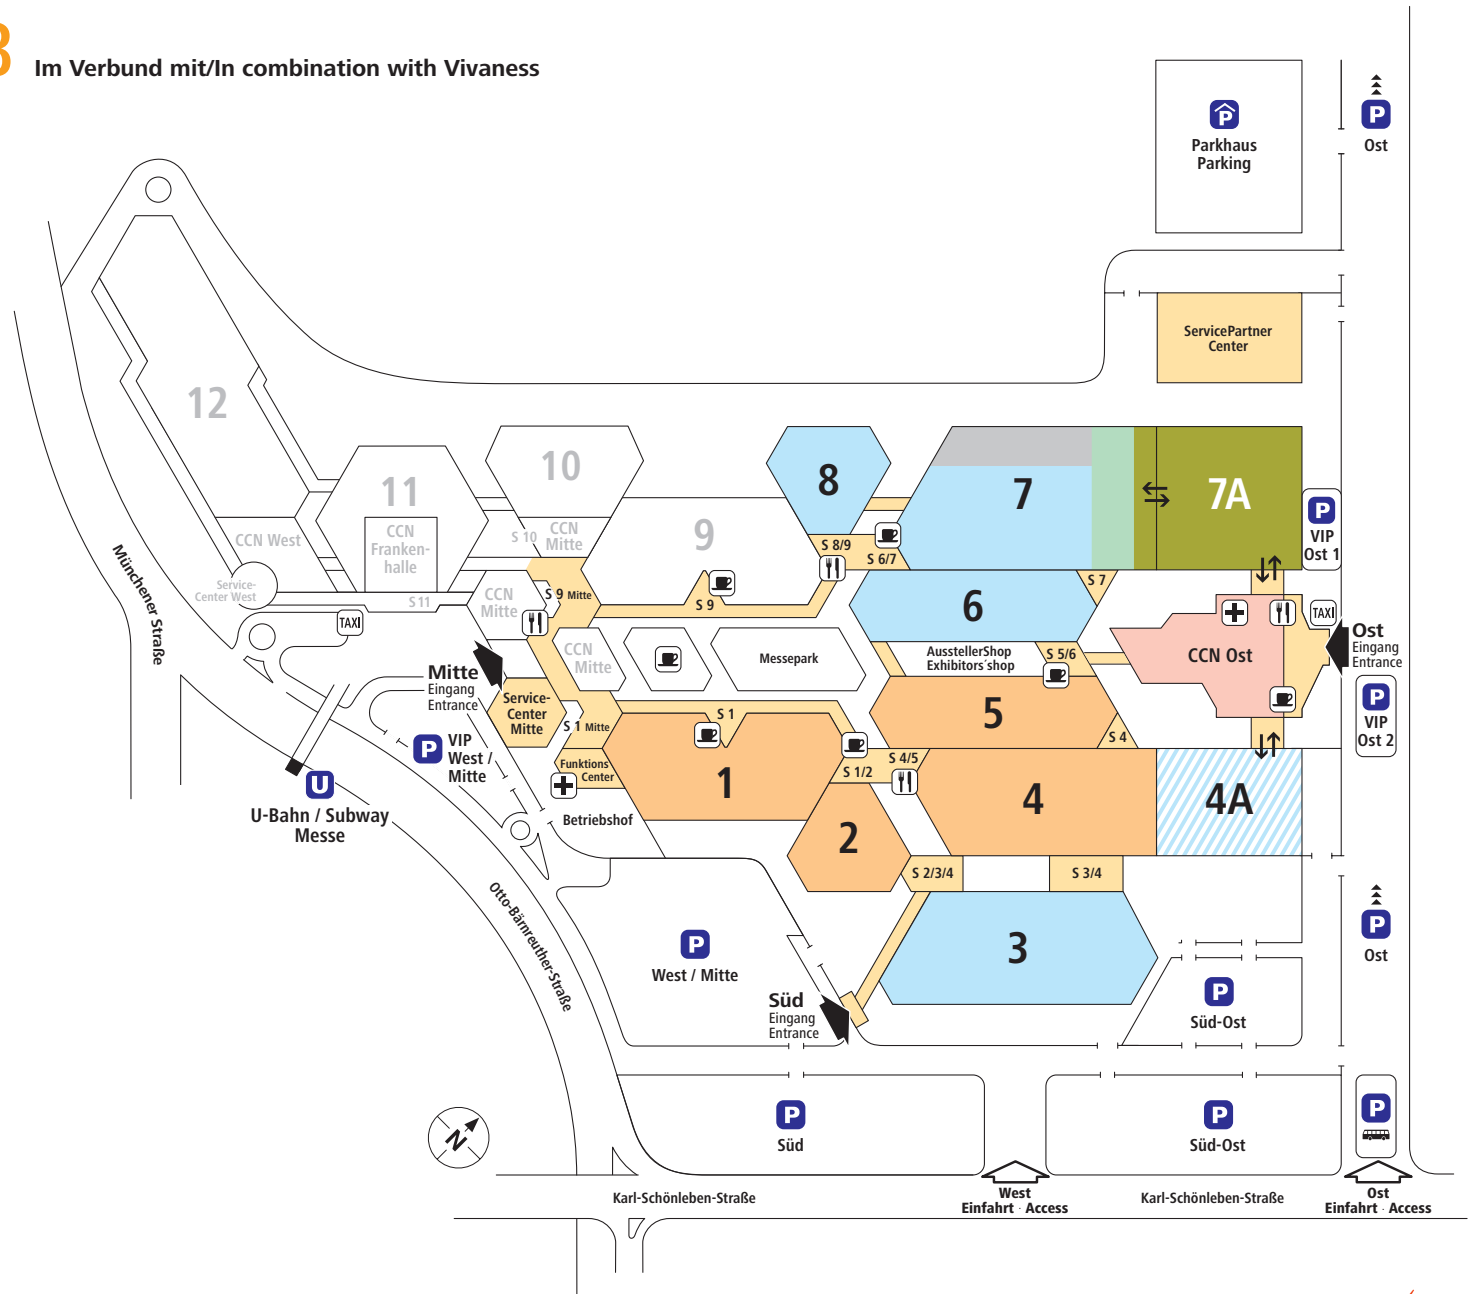 Im Verbund mit/In combination with Vivaness
P
Parkhaus
Parking
P
Ost
ServicePartner
Center
12
11
10
9
8
7
7A
CCN West
CCN
Franken-
halle
S 10
CCN
Mitte
Service-
Center West
S 11
TAXI
CCN
Mitte
S 9 Mitte
S 9
S 8/9
S 6/7
S 7
P
VIP
Ost 1
6
CCN
Mitte
Messepark
AusstellerShop
Exhibitors´shop
S 5/6
CCN Ost
TAXI
Ost
Eingang
Entrance
P
VIP
Ost 2
Münchener Straße
Mitte
Eingang
Entrance
Service-
Center
Mitte
S 1 Mitte
S 1
5
S 4
P
VIP
West /
Mitte
Funktions
Center
1
S 1/2
S 4/5
4
4A
U
U-Bahn / Subway
Messe
Betriebshof
2
S 2/3/4
S 3/4
Otto-Bärnreuther-Straße
P
West / Mitte
3
P
Ost
Süd
Eingang
Entrance
P
Süd-Ost
N
P
Süd
P
Süd-Ost
P
Karl-Schönleben-Straße
West
Einfahrt · Access
Karl-Schönleben-Straße
Ost
Einfahrt · Access